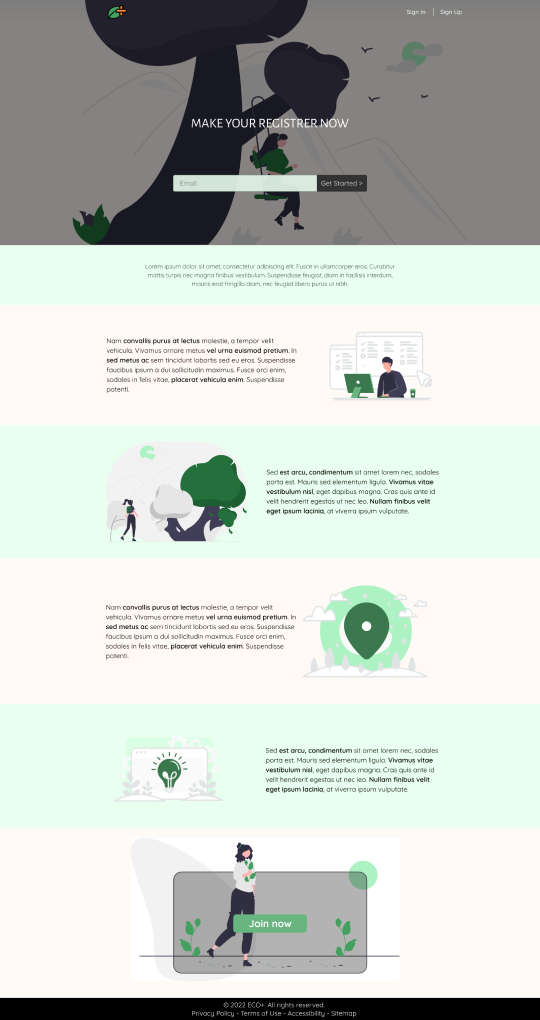 Sign In
Sign Up
MAKE YOUR REGISTRER NOW
Email
Get Started >
Lorem ipsum dolor sit amet, consectetur adipiscing elit. Fusce in ullamcorper eros. Curabitur
mattis turpis nec magna finibus vestibulum. Suspendisse feugiat, diam in facilisis interdum,
mauris erat fringilla diam, nec feugiat libero purus ut nibh.
Nam convallis purus at lectus molestie, a tempor velit
vehicula. Vivamus ornare metus vel urna euismod pretium. In
sed metus ac sem tincidunt lobortis sed eu eros. Suspendisse
faucibus ipsum a dui sollicitudin maximus. Fusce orci enim,
sodales in felis vitae, placerat vehicula enim. Suspendisse
potenti.
Sed est arcu, condimentum sit amet lorem nec, sodales
porta est. Mauris sed elementum ligula. Vivamus vitae
vestibulum nisl, eget dapibus magna. Cras quis ante id
velit hendrerit egestas ut nec leo. Nullam finibus velit
eget ipsum lacinia, at viverra ipsum vulputate.
Nam convallis purus at lectus molestie, a tempor velit
vehicula. Vivamus ornare metus vel urna euismod pretium. In
sed metus ac sem tincidunt lobortis sed eu eros. Suspendisse
faucibus ipsum a dui sollicitudin maximus. Fusce orci enim,
sodales in felis vitae, placerat vehicula enim. Suspendisse
potenti.
Sed est arcu, condimentum sit amet lorem nec, sodales
porta est. Mauris sed elementum ligula. Vivamus vitae
vestibulum nisl, eget dapibus magna. Cras quis ante id
velit hendrerit egestas ut nec leo. Nullam finibus velit
eget ipsum lacinia, at viverra ipsum vulputate.
Join now
© 2022 ECO+. All rights reserved.
Privacy Policy - Terms of Use - Accessibility - Sitemap